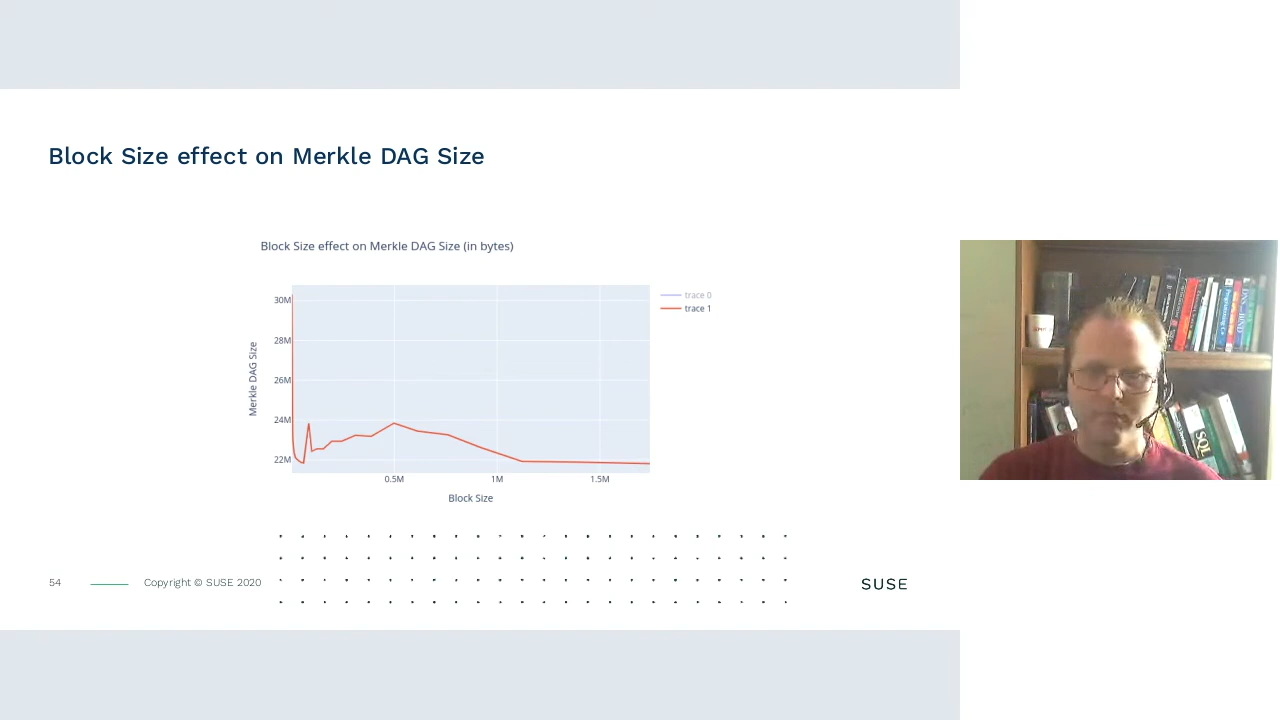 Block Size effect on Merkle DAG Size
Block Size effect on Merkle DAG Size (in bytes)
30M
28M
26M
24M
22M
Merkle DAG Size
0.5M 1M 1.5M
Block Size
trace 0
trace 1
54 Copyright © SUSE 2020
SUSE
SQL